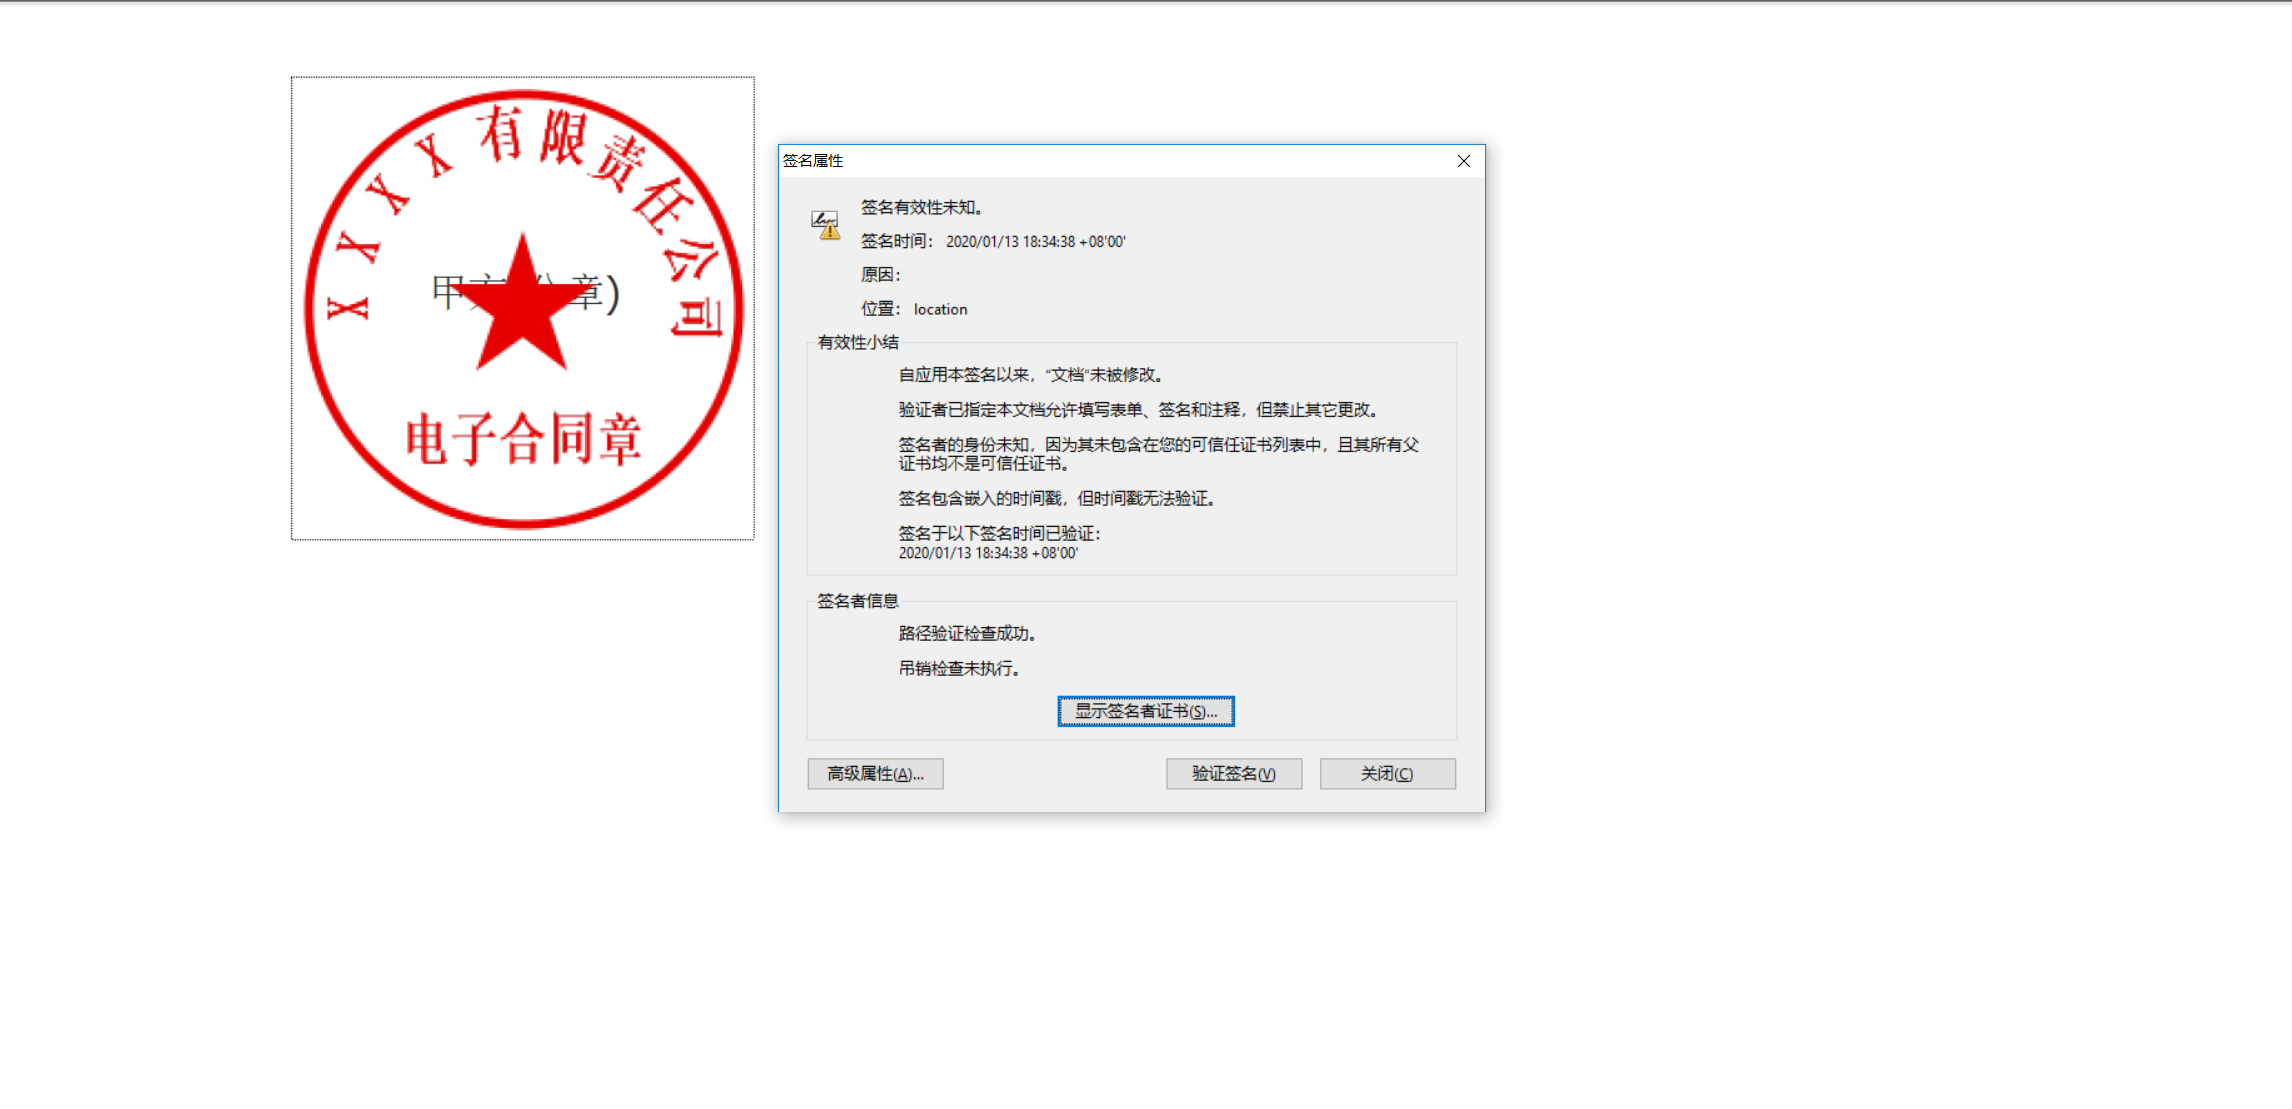 XXXX有限责任公司
甲方
章)
电子合同章
签名属性
签名有效性未知。
签名时间： 2020/01/13 18:34:38 +08'00'
原因：
位置： location
有效性小结
自应用本签名以来，"文档"未被修改。
验证者已指定本文档允许填写表单、签名和注释，但禁止其它更改。
签名者的身份未知，因为其未包含在您的可信任证书列表中，且其所有父
证书均不是可信任证书。
签名包含嵌入的时间戳，但时间戳无法验证。
签名于以下签名时间已验证：
2020/01/13 18:34:38 +08'00'
签名者信息
路径验证检查成功。
吊销检查未执行。
显示签名者证书(S)...
高级属性(A)...
验证签名(V)
关闭(C)